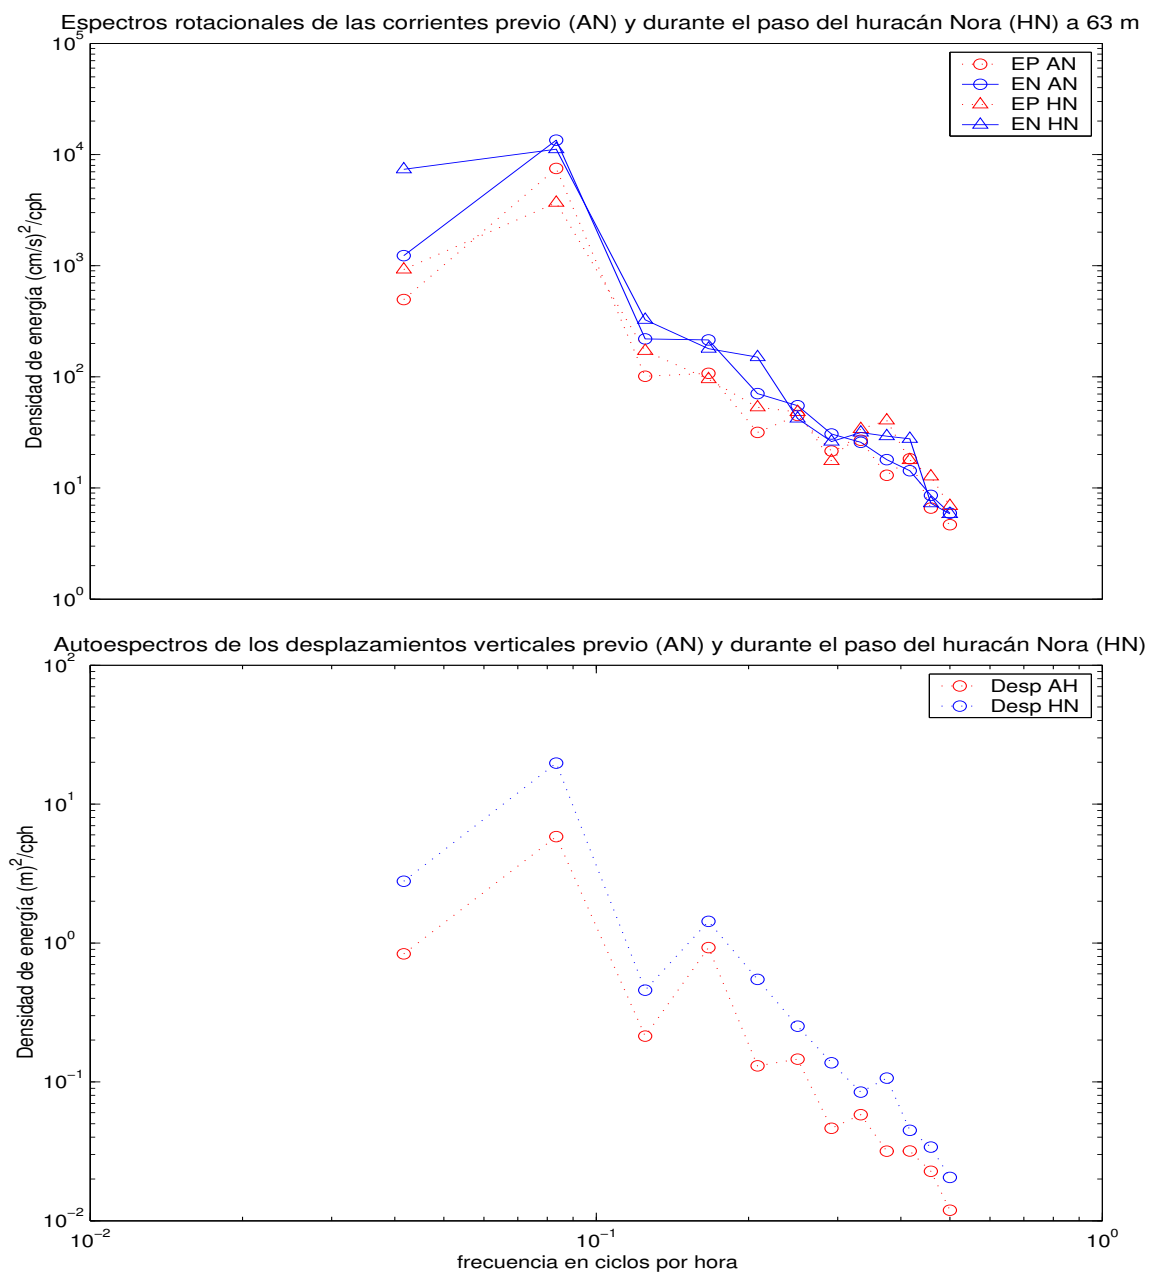 Espectros rotacionales de las corrientes previo (AN) y durante el paso del huracán Nora (HN) a 63 m
10^5
10^4
10^3
10^2
10^1
10^0
Densidad de energía (cm/s)^2/cph
EP AN
EN AN
EP HN
EN HN
Autoespectros de los desplazamientos verticales previo (AN) y durante el paso del huracán Nora (HN)
10^2
10^1
10^0
10^−1
10^−2
Densidad de energía (m)^2/cph
Desp AH
Desp HN
10^−2
10^−1
10^0
frecuencia en ciclos por hora